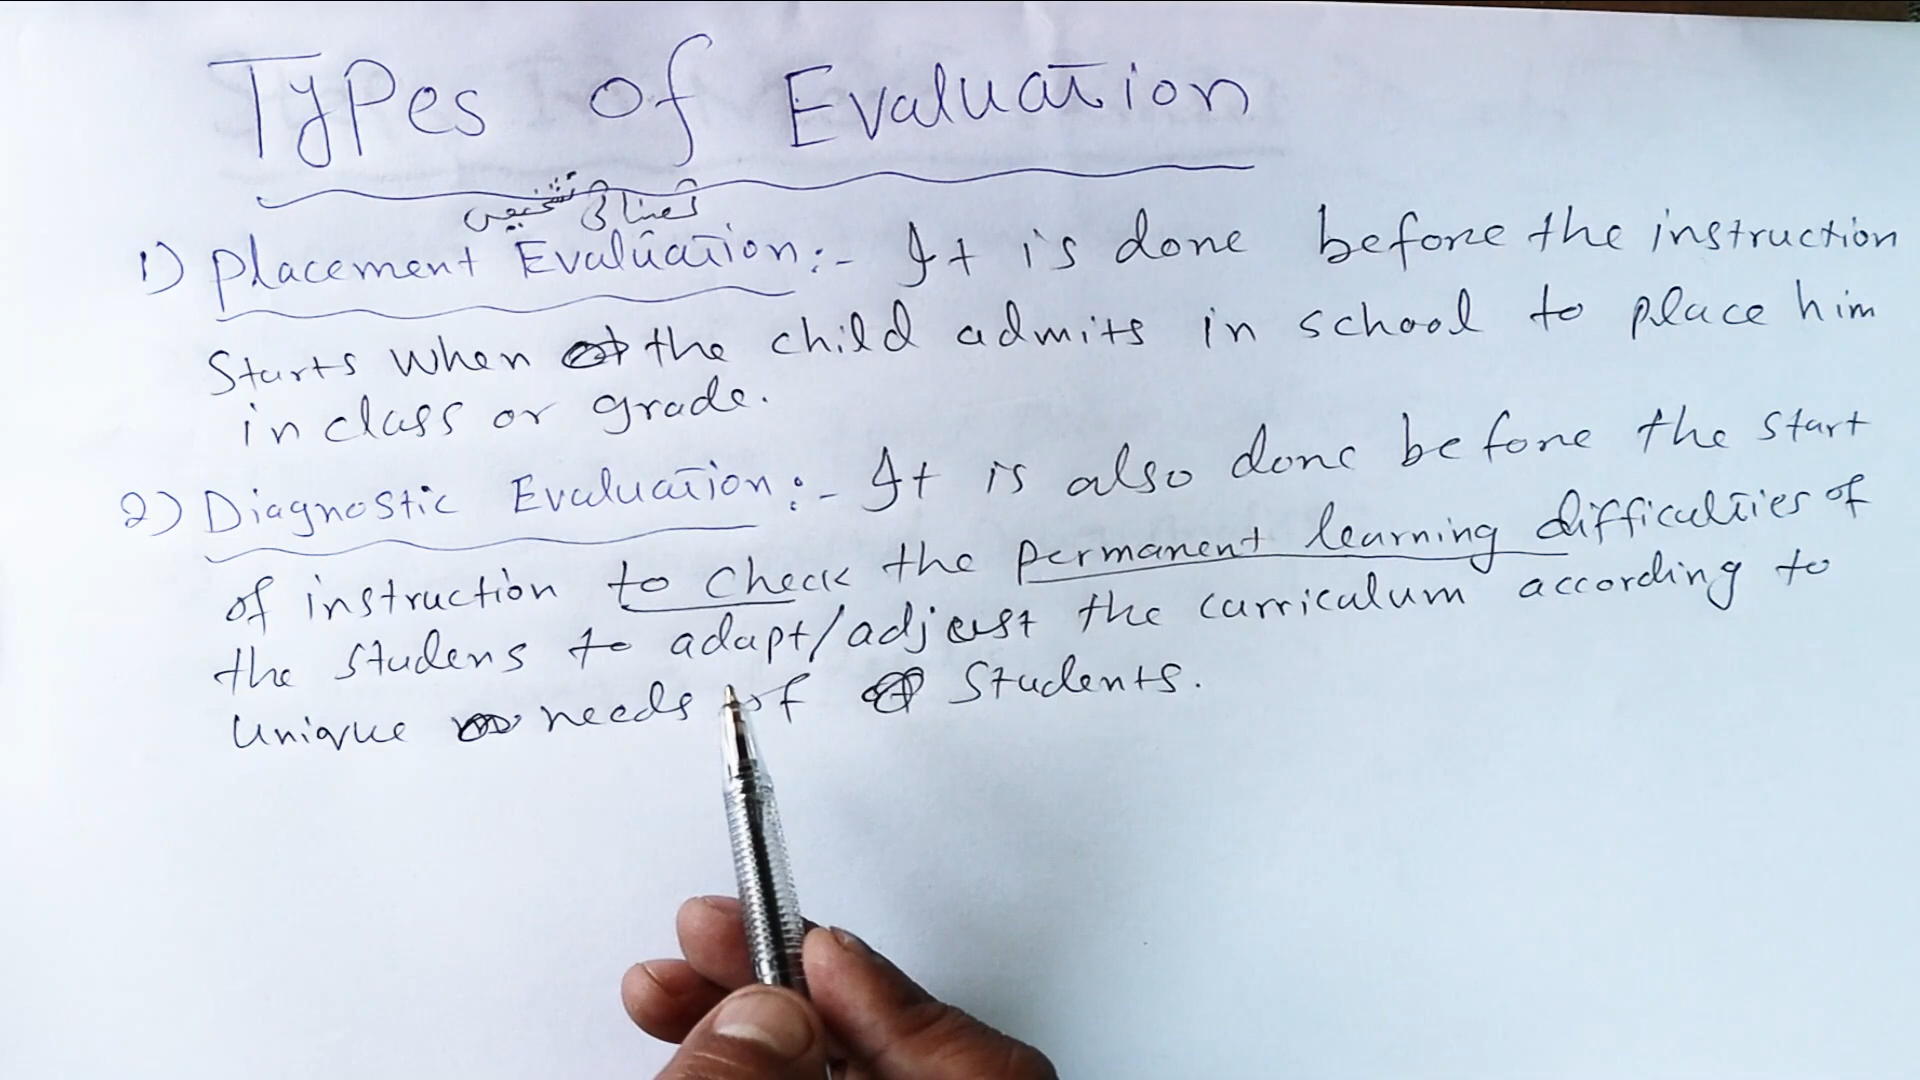 Types of Evaluation
تعیناتی تشخیص
1) Placement Evaluation:- It is done before the instruction
Starts when the child admits in school to place him
in class or grade.
2) Diagnostic Evaluation:- It is also done before the start
of instruction to check the permanent learning difficulties of
the studens to adapt/adjust the curriculum according to
unique needs of students.